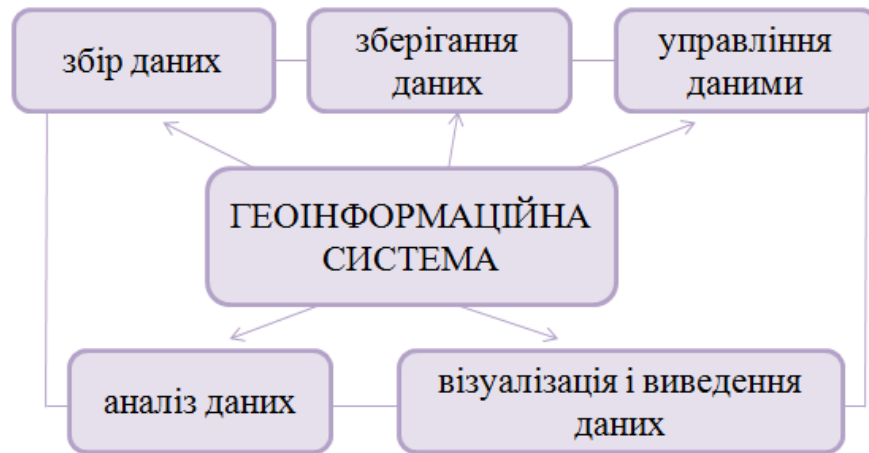 збір даних
зберігання
даних
управління
даними
ГЕОІНФОРМАЦІЙНА
СИСТЕМА
аналіз даних
візуалізація і виведення
даних